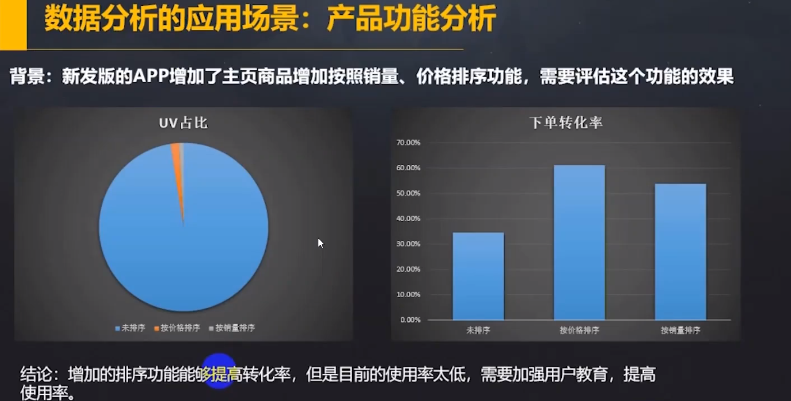 数据分析的应用场景：产品功能分析
背景：新发版的APP增加了主页商品增加按照销量、价格排序功能，需要评估这个功能的效果
UV占比
未排序 按价格排序 按销量排序
下单转化率
70.00%
60.00%
50.00%
40.00%
30.00%
20.00%
10.00%
0.00%
未排序 按价格排序 按销量排序
结论：增加的排序功能能够提高转化率，但是目前的使用率太低，需要加强用户教育，提高
使用率。